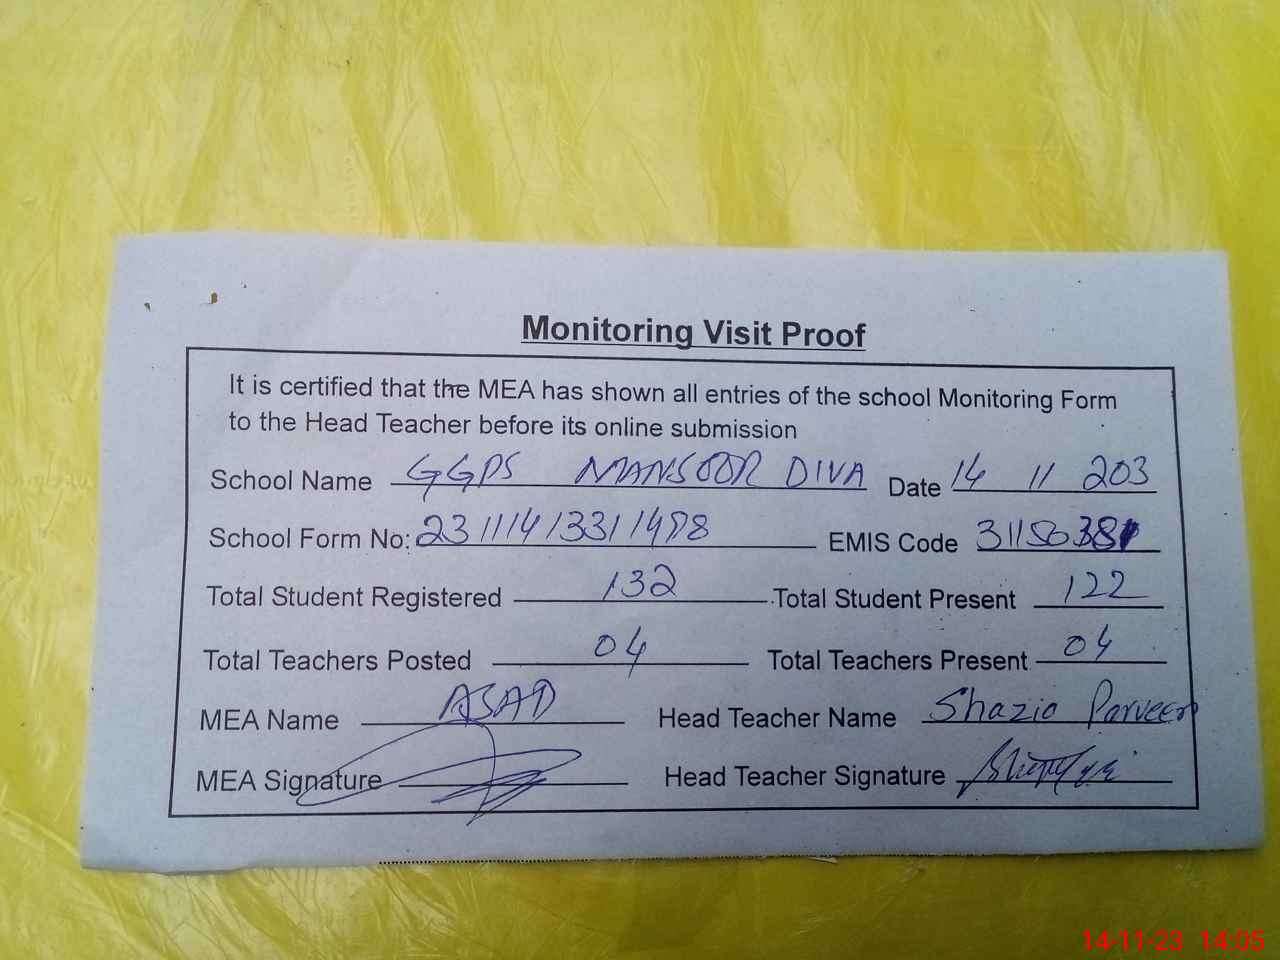 Monitoring Visit Proof
It is certified that the MEA has shown all entries of the school Monitoring Form
to the Head Teacher before its online submission
School Name GGPS MANSOOR DIVA Date 14 11 203
School Form No: 231114133114 EMIS Code
Total Student Registered 132 Total Student Present 122
Total Teachers Posted 04 Total Teachers Present 04
MEA Name ASAD Head Teacher Name Shazia Parveen
MEA Signature Head Teacher Signature
14-11-23 14:05